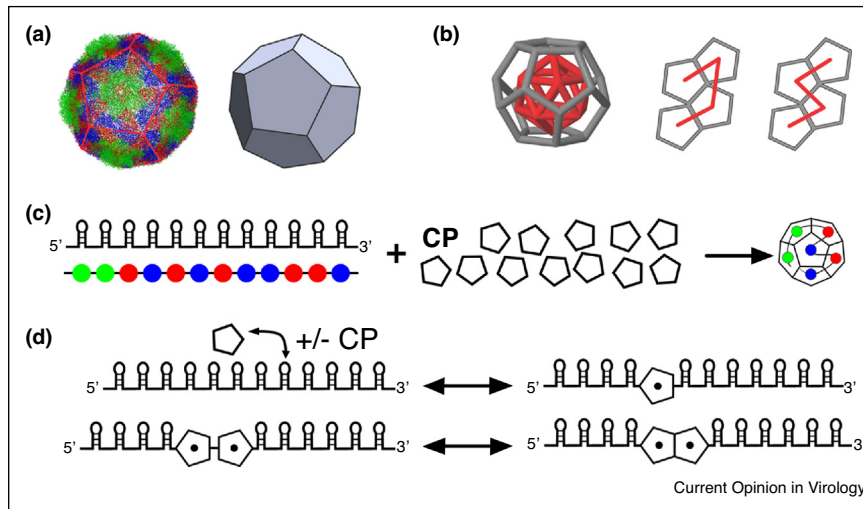 (a)
(b)
(c)
5’ 3’
+ CP
(d)
+/- CP
5’ 3’ 5’ 3’
5’ 3’ 5’ 3’
Current Opinion in Virology